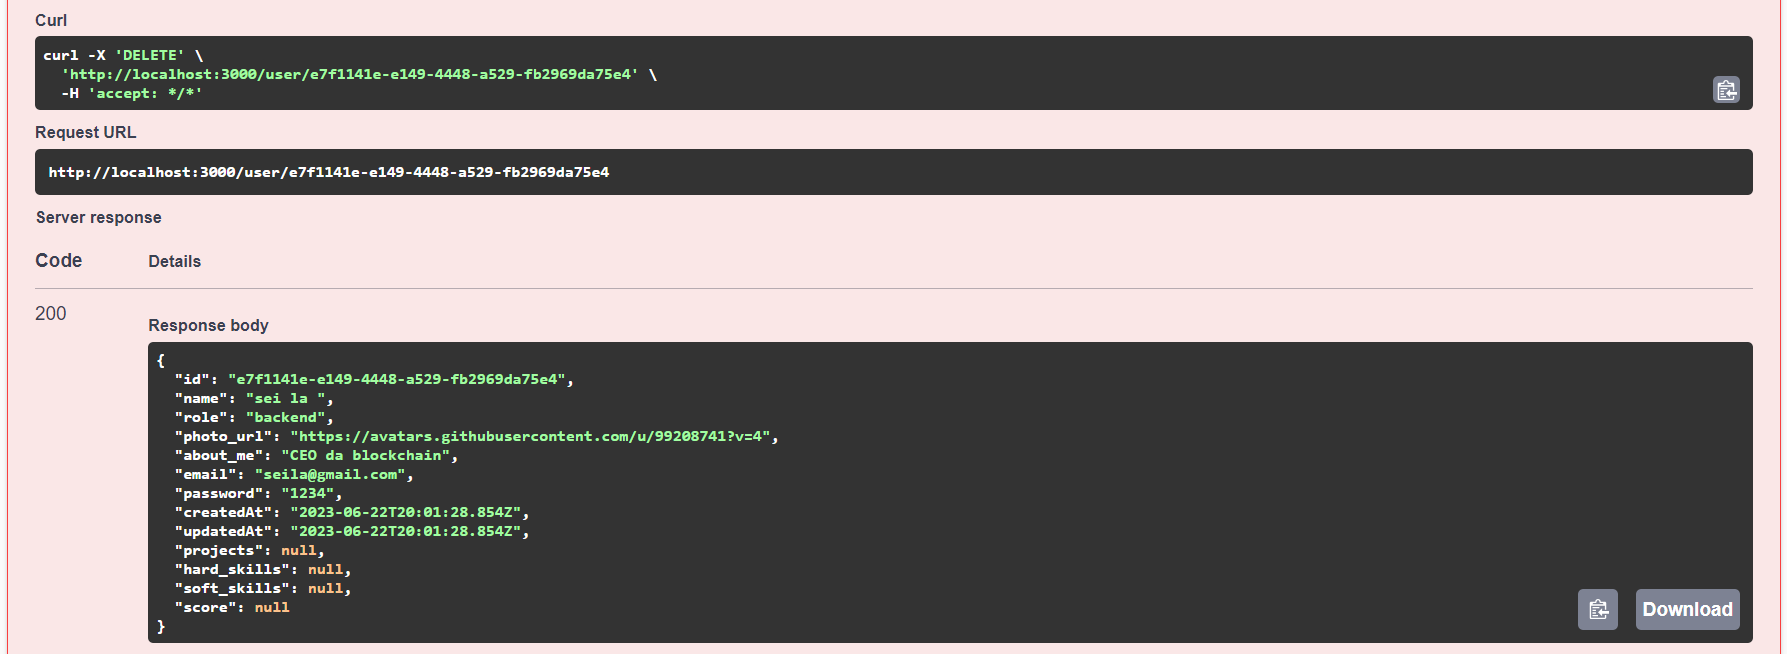 Curl
curl -X 'DELETE' \
  'http://localhost:3000/user/e7f1141e-e149-4448-a529-fb2969da75e4' \
  -H 'accept: */*'
Request URL
http://localhost:3000/user/e7f1141e-e149-4448-a529-fb2969da75e4
Server response
Code Details
200
Response body
{
  "id": "e7f1141e-e149-4448-a529-fb2969da75e4",
  "name": "sei la ",
  "role": "backend",
  "photo_url": "https://avatars.githubusercontent.com/u/99208741?v=4",
  "about_me": "CEO da blockchain",
  "email": "seila@gmail.com",
  "password": "1234",
  "createdAt": "2023-06-22T20:01:28.854Z",
  "updatedAt": "2023-06-22T20:01:28.854Z",
  "projects": null,
  "hard_skills": null,
  "soft_skills": null,
  "score": null
}
Download